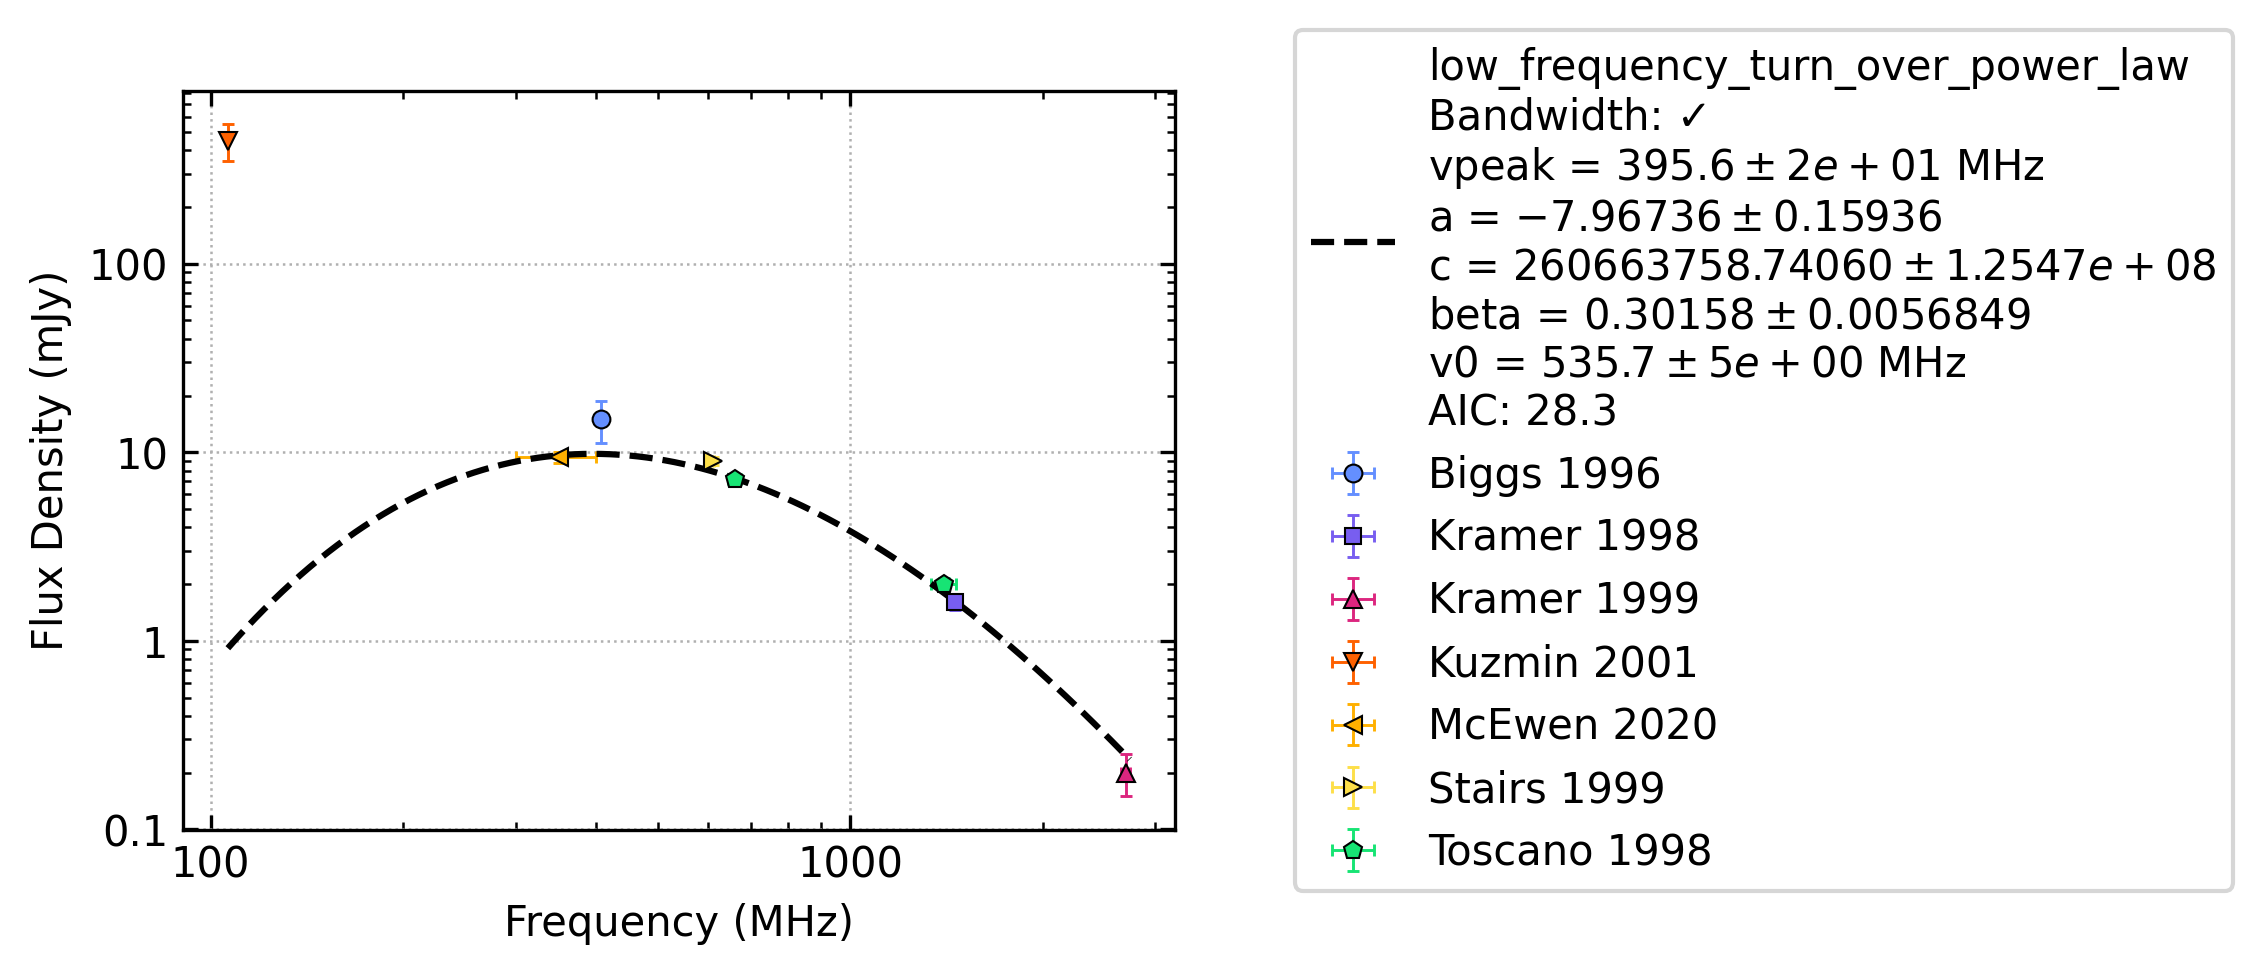 100
10
1
0.1
100
1000
Flux Density (mJy)
Frequency (MHz)
low_frequency_turn_over_power_law
Bandwidth: ✓
vpeak = 395.6 ± 2e + 01 MHz
a = −7.96736 ± 0.15936
c = 260663758.74060 ± 1.2547e + 08
beta = 0.30158 ± 0.0056849
v0 = 535.7 ± 5e + 00 MHz
AIC: 28.3
Biggs 1996
Kramer 1998
Kramer 1999
Kuzmin 2001
McEwen 2020
Stairs 1999
Toscano 1998